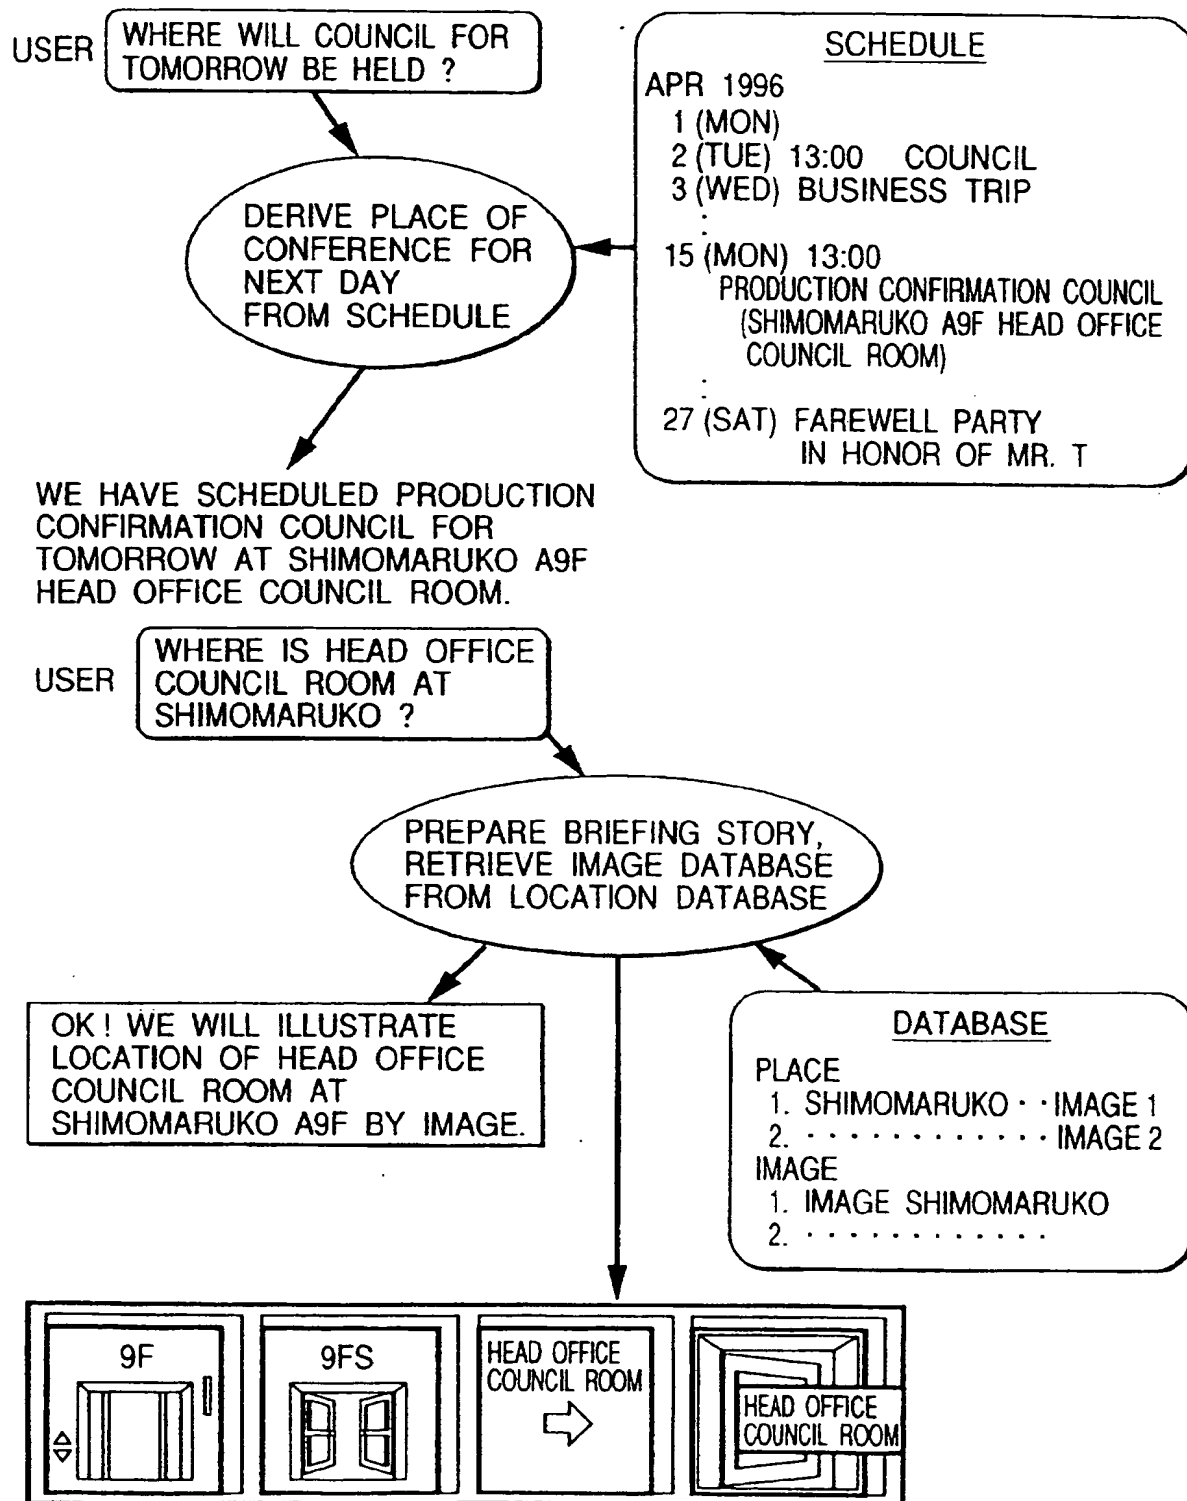 USER
WHERE WILL COUNCIL FOR
TOMORROW BE HELD ?
SCHEDULE
APR 1996
1 (MON)
2 (TUE) 13:00 COUNCIL
3 (WED) BUSINESS TRIP
:
15 (MON) 13:00
PRODUCTION CONFIRMATION COUNCIL
(SHIMOMARUKO A9F HEAD OFFICE
COUNCIL ROOM)
:
27 (SAT) FAREWELL PARTY
IN HONOR OF MR. T
DERIVE PLACE OF
CONFERENCE FOR
NEXT DAY
FROM SCHEDULE
WE HAVE SCHEDULED PRODUCTION
CONFIRMATION COUNCIL FOR
TOMORROW AT SHIMOMARUKO A9F
HEAD OFFICE COUNCIL ROOM.
USER
WHERE IS HEAD OFFICE
COUNCIL ROOM AT
SHIMOMARUKO ?
PREPARE BRIEFING STORY,
RETRIEVE IMAGE DATABASE
FROM LOCATION DATABASE
OK! WE WILL ILLUSTRATE
LOCATION OF HEAD OFFICE
COUNCIL ROOM AT
SHIMOMARUKO A9F BY IMAGE.
DATABASE
PLACE
1. SHIMOMARUKO · · IMAGE 1
2. · · · · · · · · · · · · IMAGE 2
IMAGE
1. IMAGE SHIMOMARUKO
2. · · · · · · · · · · · ·
9F
9FS
HEAD OFFICE
COUNCIL ROOM
HEAD OFFICE
COUNCIL ROOM